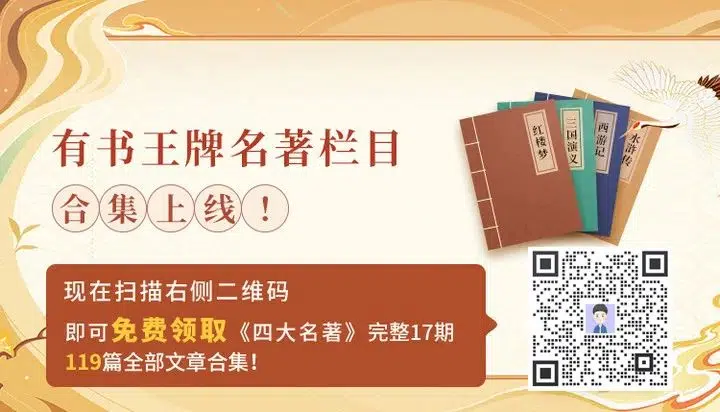 有书王牌名著栏目
合集上线！
红楼梦
三国演义
西游记
水浒传
现在扫描右侧二维码
即可免费领取《四大名著》完整17期
119篇全部文章合集！